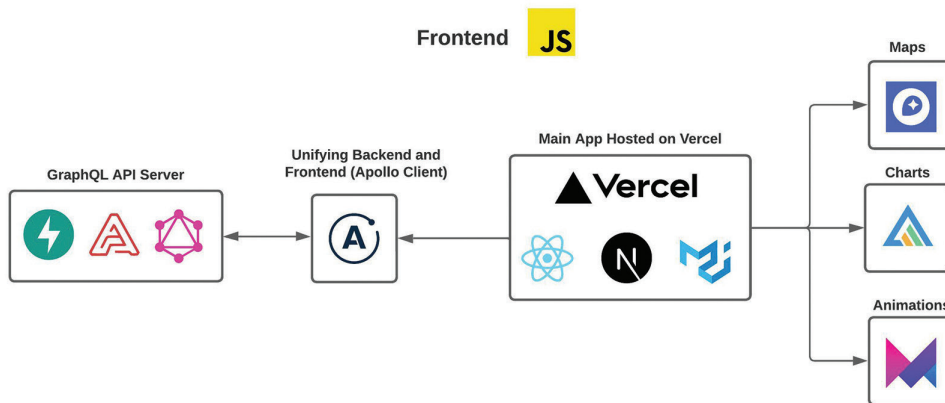 Frontend
JS
Maps
Main App Hosted on Vercel
Unifying Backend and
Frontend (Apollo Client)
GraphQL API Server
Vercel
Charts
Animations